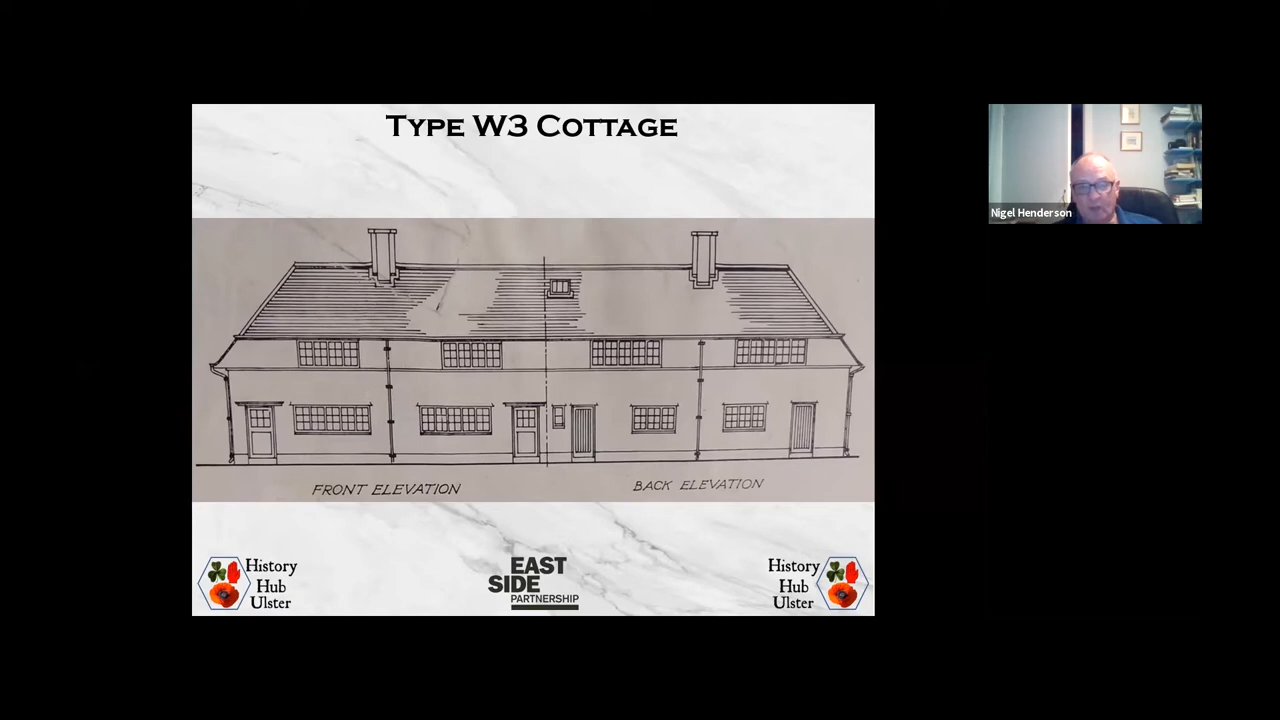 Type W3 Cottage
Nigel Henderson
FRONT ELEVATION
BACK ELEVATION
History
Hub
Ulster
EAST
SIDE
PARTNERSHIP
History
Hub
Ulster